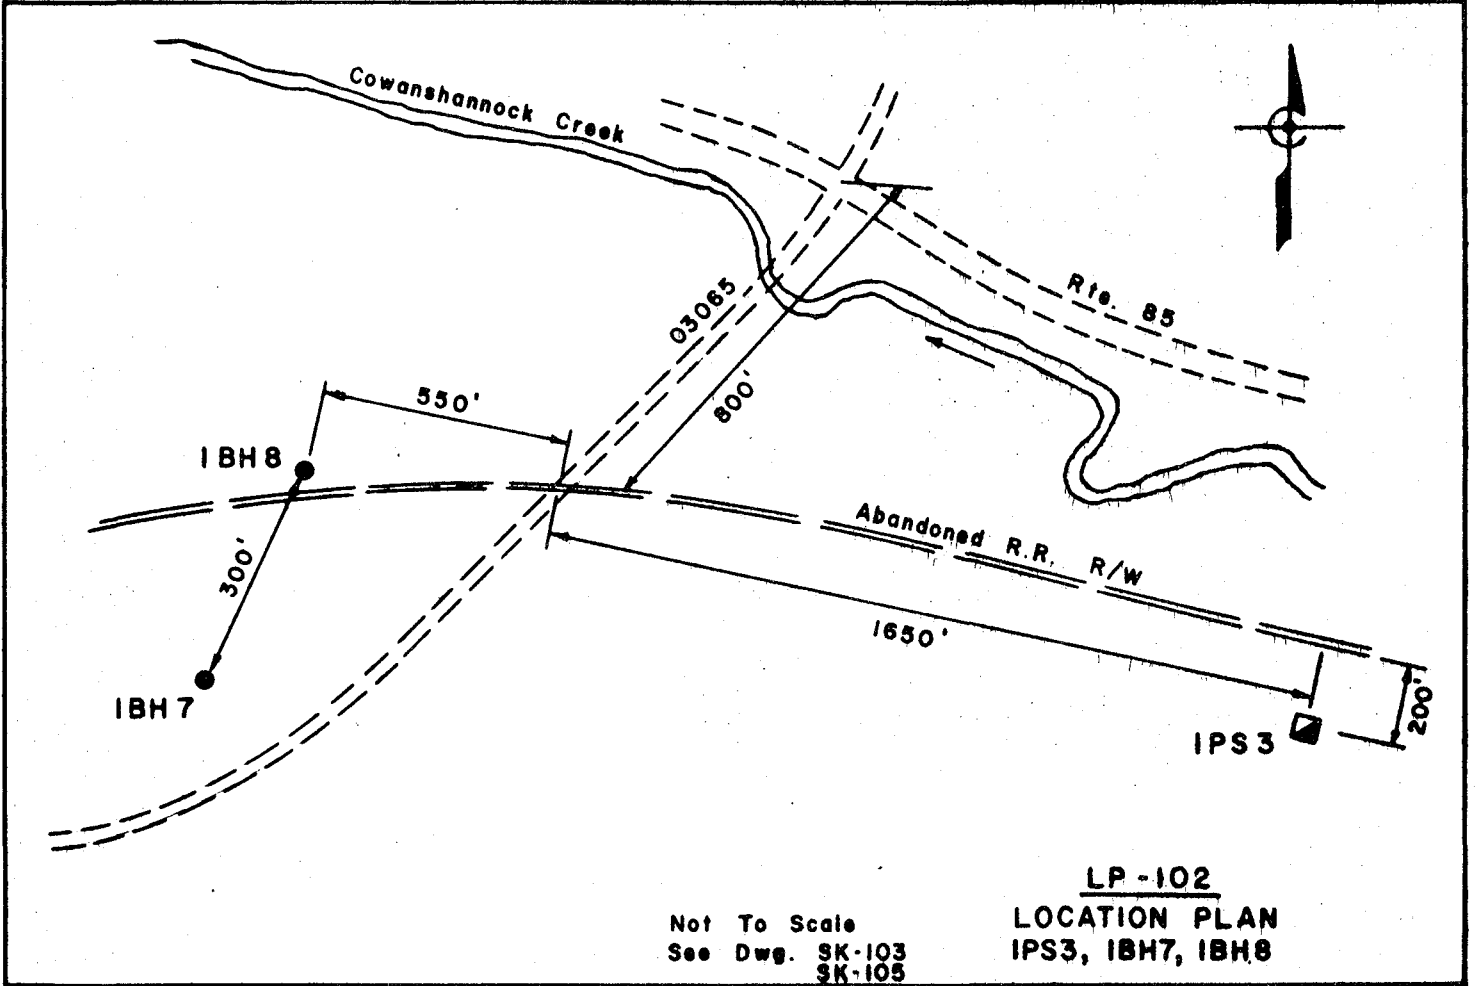 Cowanshannock Creek
Rte. 85
03065
800'
550'
IBH8
300'
IBH7
Abandoned R.R. R/W
1650'
200'
IPS3
LP-102
LOCATION PLAN
IPS3, IBH7, IBH8
Not To Scale
See Dwg. SK-103
SK-105